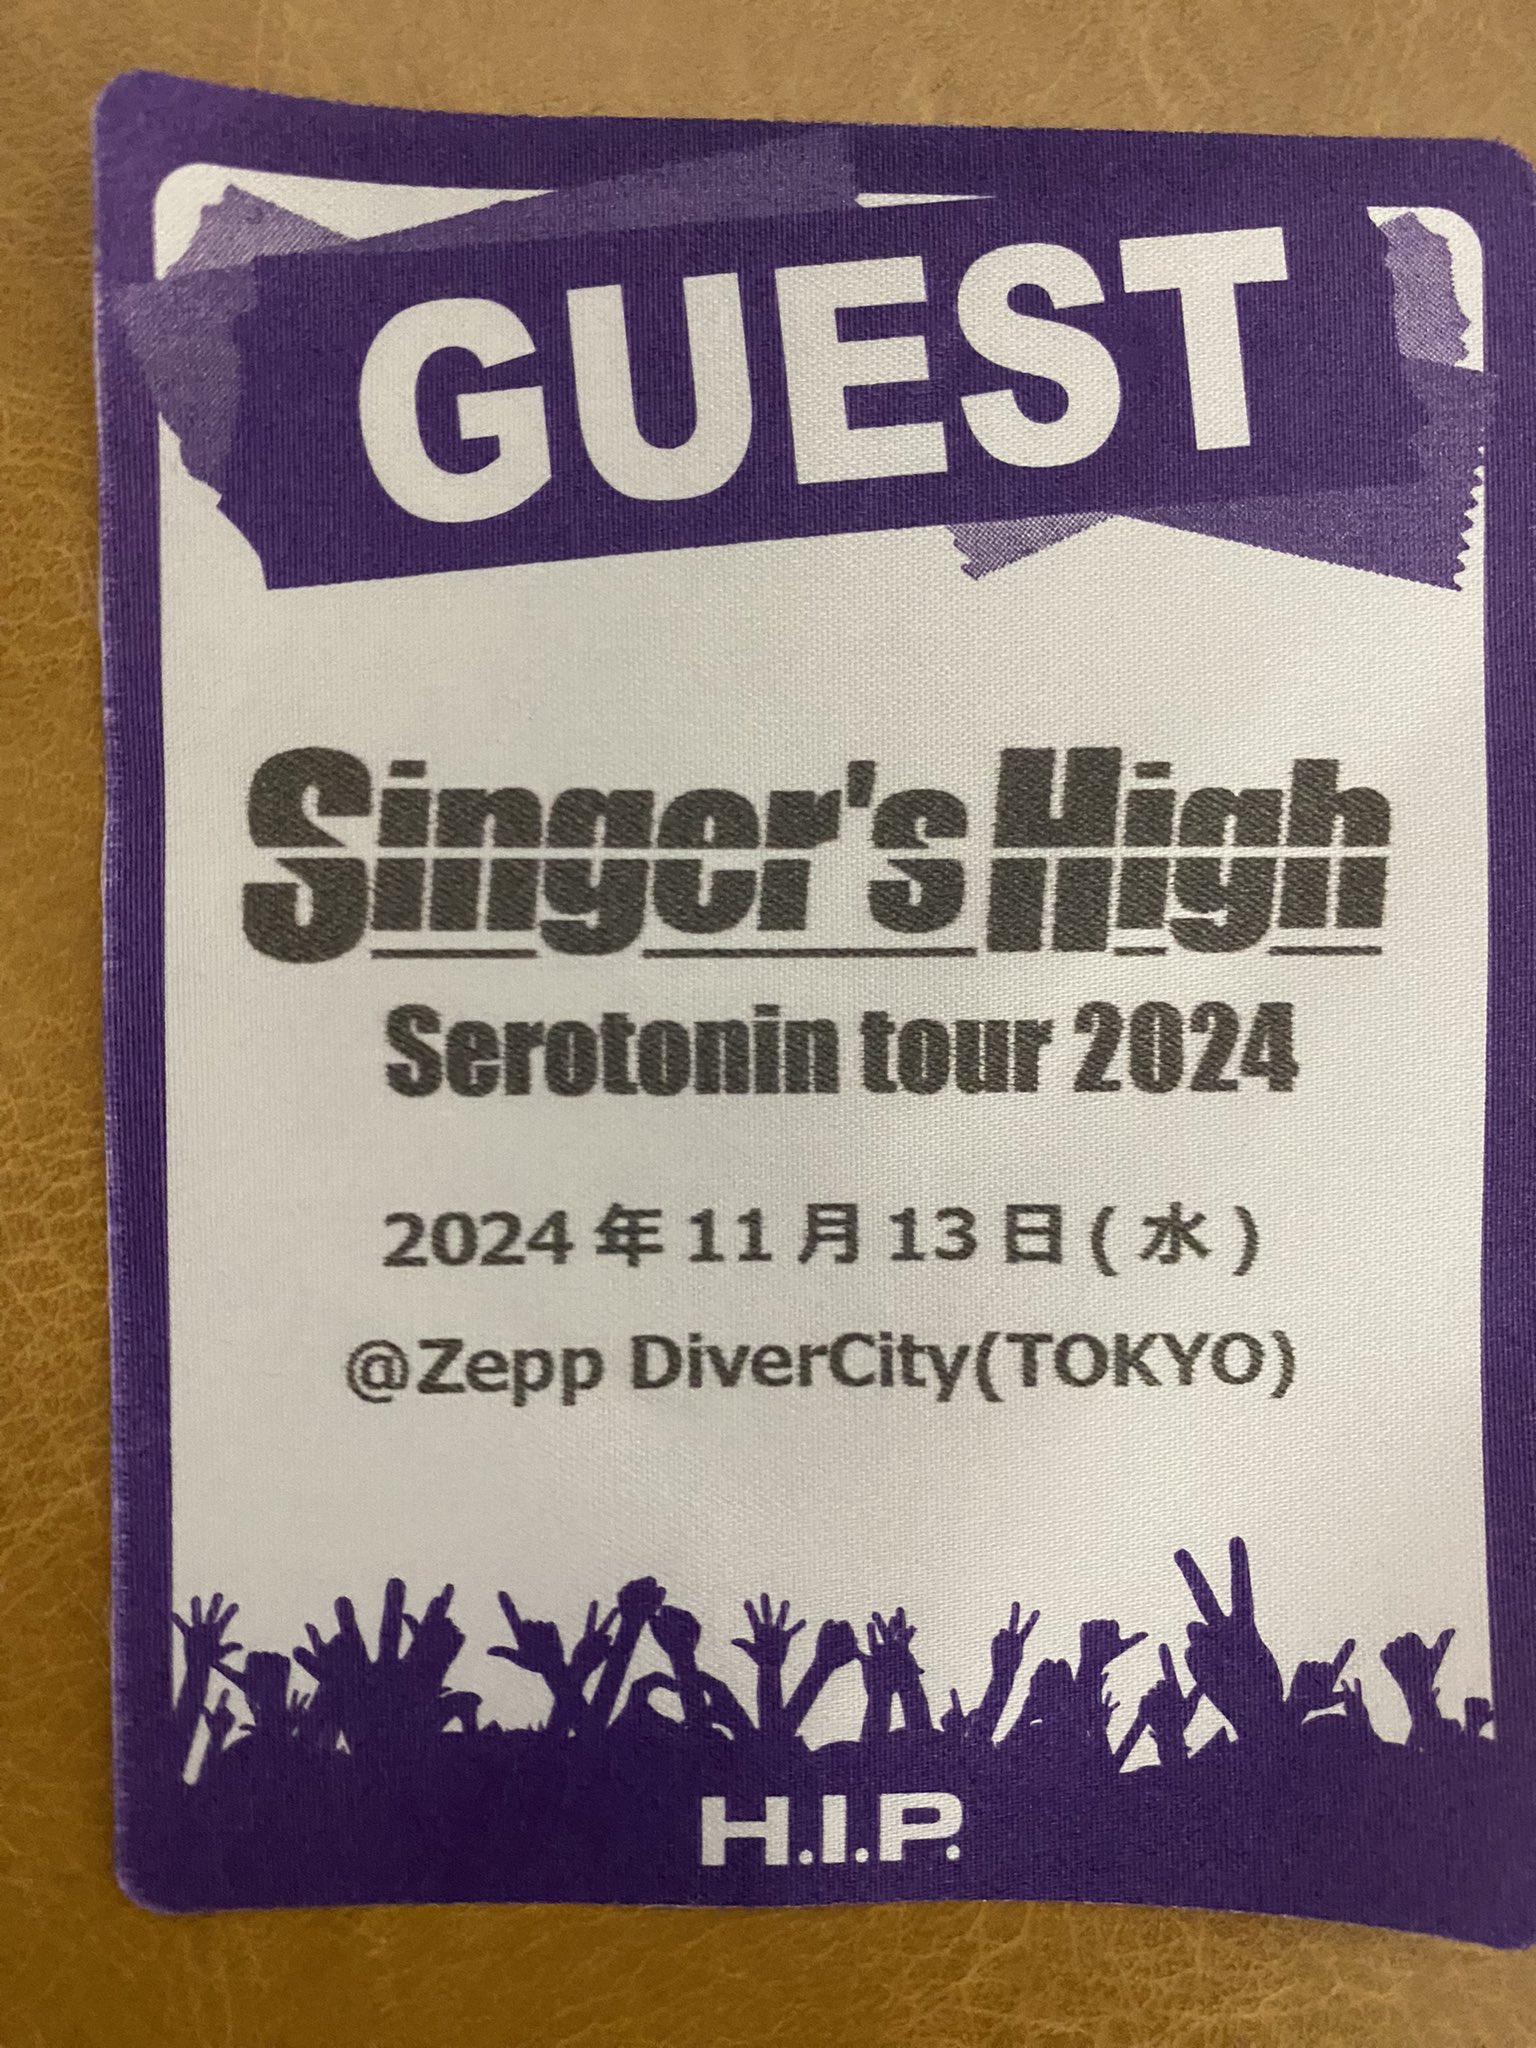 GUEST
Singer's High
Serotonin tour 2024
2024年11月13日(水)
@Zepp DiverCity(TOKYO)
H.I.P.